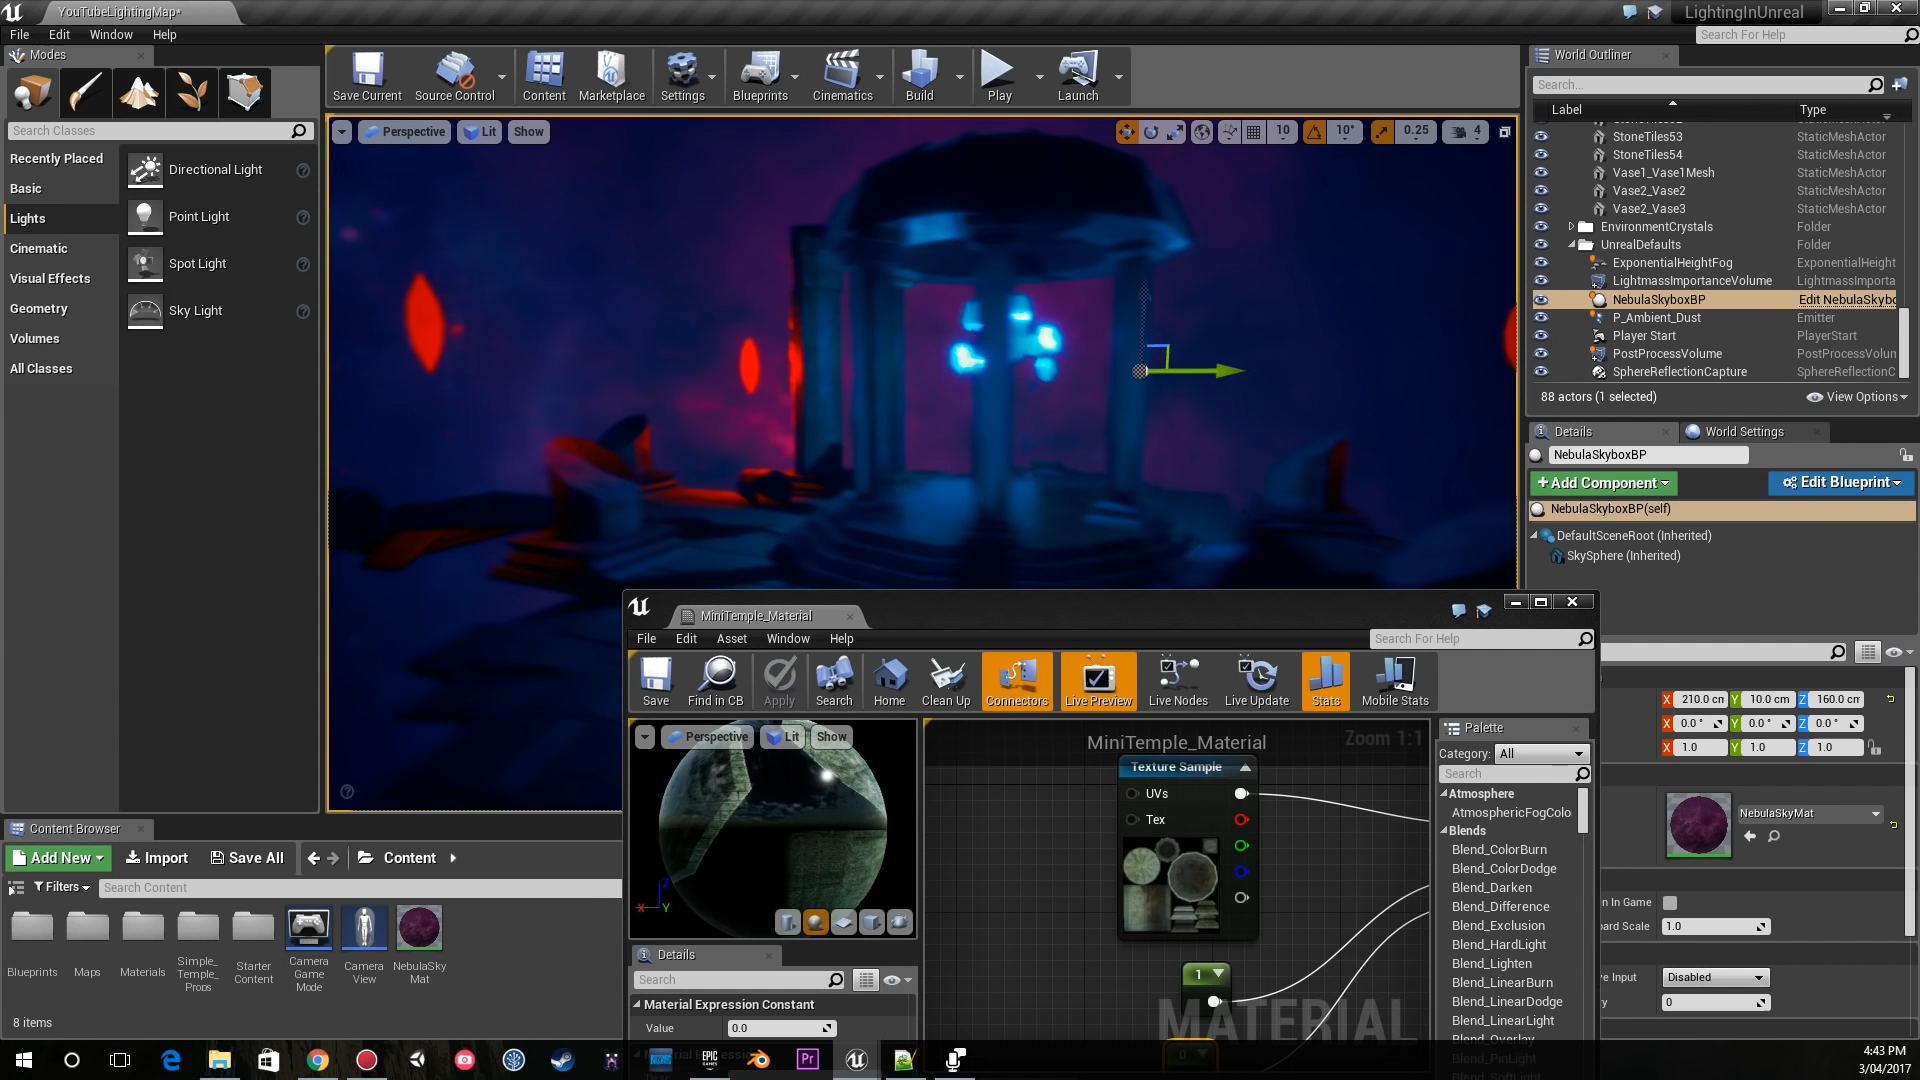 YouTubeLightingMap*
LightingInUnreal
File Edit Window Help
Search For Help
Modes
Search Classes
Recently Placed
Basic
Lights
Cinematic
Visual Effects
Geometry
Volumes
All Classes
Directional Light
Point Light
Spot Light
Sky Light
Save Current
Source Control
Content
Marketplace
Settings
Blueprints
Cinematics
Build
Play
Launch
Perspective
Lit
Show
10
10°
0.25
4
World Outliner
Search...
Label Type
StoneTiles53 StaticMeshActor
StoneTiles54 StaticMeshActor
Vase1_Vase1Mesh StaticMeshActor
Vase2_Vase2 StaticMeshActor
Vase2_Vase3 StaticMeshActor
EnvironmentCrystals Folder
UnrealDefaults Folder
ExponentialHeightFog ExponentialHeight
LightmassImportanceVolume LightmassImporta
NebulaSkyboxBP Edit NebulaSkybo
P_Ambient_Dust Emitter
Player Start PlayerStart
PostProcessVolume PostProcessVolun
SphereReflectionCapture SphereReflectionC
88 actors (1 selected)
View Options
Details
World Settings
NebulaSkyboxBP
+Add Component
Edit Blueprint
NebulaSkyboxBP(self)
DefaultSceneRoot (Inherited)
SkySphere (Inherited)
X 210.0 cm Y 10.0 cm Z 160.0 cm
X 0.0 ° Y 0.0 ° Z 0.0 °
X 1.0 Y 1.0 Z 1.0
NebulaSkyMat
n In Game
ard Scale 1.0
e Input Disabled
y 0
MiniTemple_Material
File Edit Asset Window Help
Search For Help
Save
Find in CB
Apply
Search
Home
Clean Up
Connectors
Live Preview
Live Nodes
Live Update
Stats
Mobile Stats
Perspective
Lit
Show
X Y Z
MiniTemple_Material
Zoom 1:1
Texture Sample
UVs
Tex
1
0
MATERIAL
Palette
Category: All
Search
Atmosphere
AtmosphericFogColo
Blends
Blend_ColorBurn
Blend_ColorDodge
Blend_Darken
Blend_Difference
Blend_Exclusion
Blend_HardLight
Blend_Lighten
Blend_LinearBurn
Blend_LinearDodge
Blend_LinearLight
Blend_Overlay
Blend_PinLight
Details
Search
Material Expression Constant
Value 0.0
Content Browser
Add New
Import
Save All
Content
Filters
Search Content
Blueprints
Maps
Materials
Simple_
Temple_
Props
Starter
Content
Camera
Game
Mode
Camera
View
NebulaSky
Mat
8 items
EPIC
GAMES
Pr
4:43 PM
3/04/2017